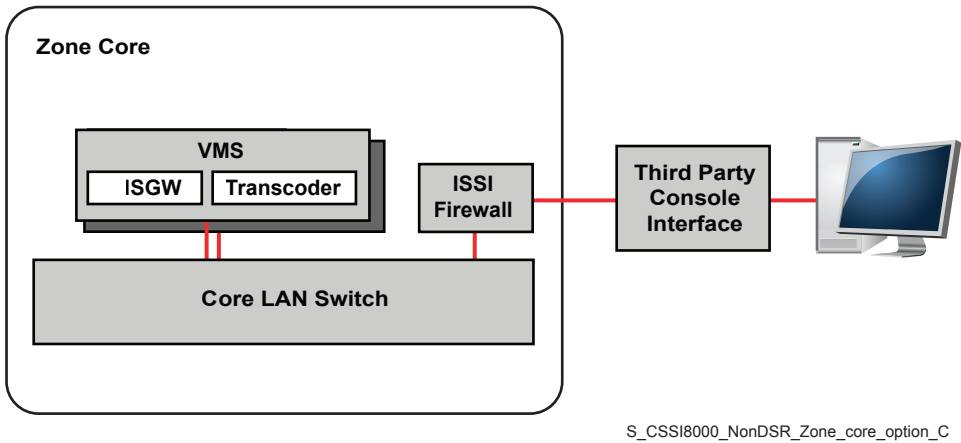 Zone Core
VMS
ISGW
Transcoder
ISSI
Firewall
Third Party
Console
Interface
Core LAN Switch
S_CSSI8000_NonDSR_Zone_core_option_C